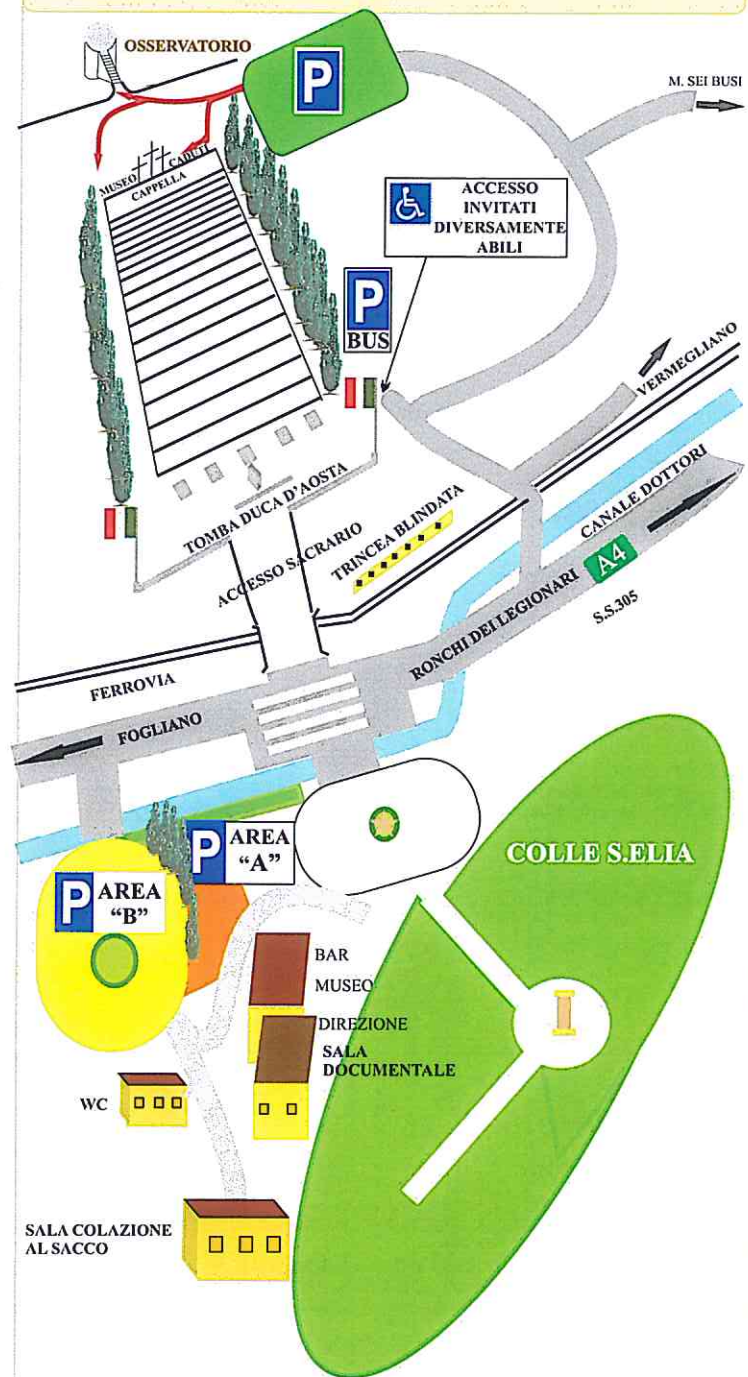 OSSERVATORIO
P
M. SEI BUSI
MUSEO CADUTI
CAPPELLA
ACCESSO
INVITATI
DIVERSAMENTE
ABILI
P
BUS
VERMEGLIANO
TOMBA DUCA D'AOSTA
CANALE DOTTORI
ACCESSO SACRARIO
TRINCEA BLINDATA
A4
RONCHI DEI LEGIONARI
S.S.305
FERROVIA
FOGLIANO
P AREA
"A"
COLLE S.ELIA
P AREA
"B"
BAR
MUSEO
DIREZIONE
SALA
DOCUMENTALE
WC
SALA COLAZIONE
AL SACCO